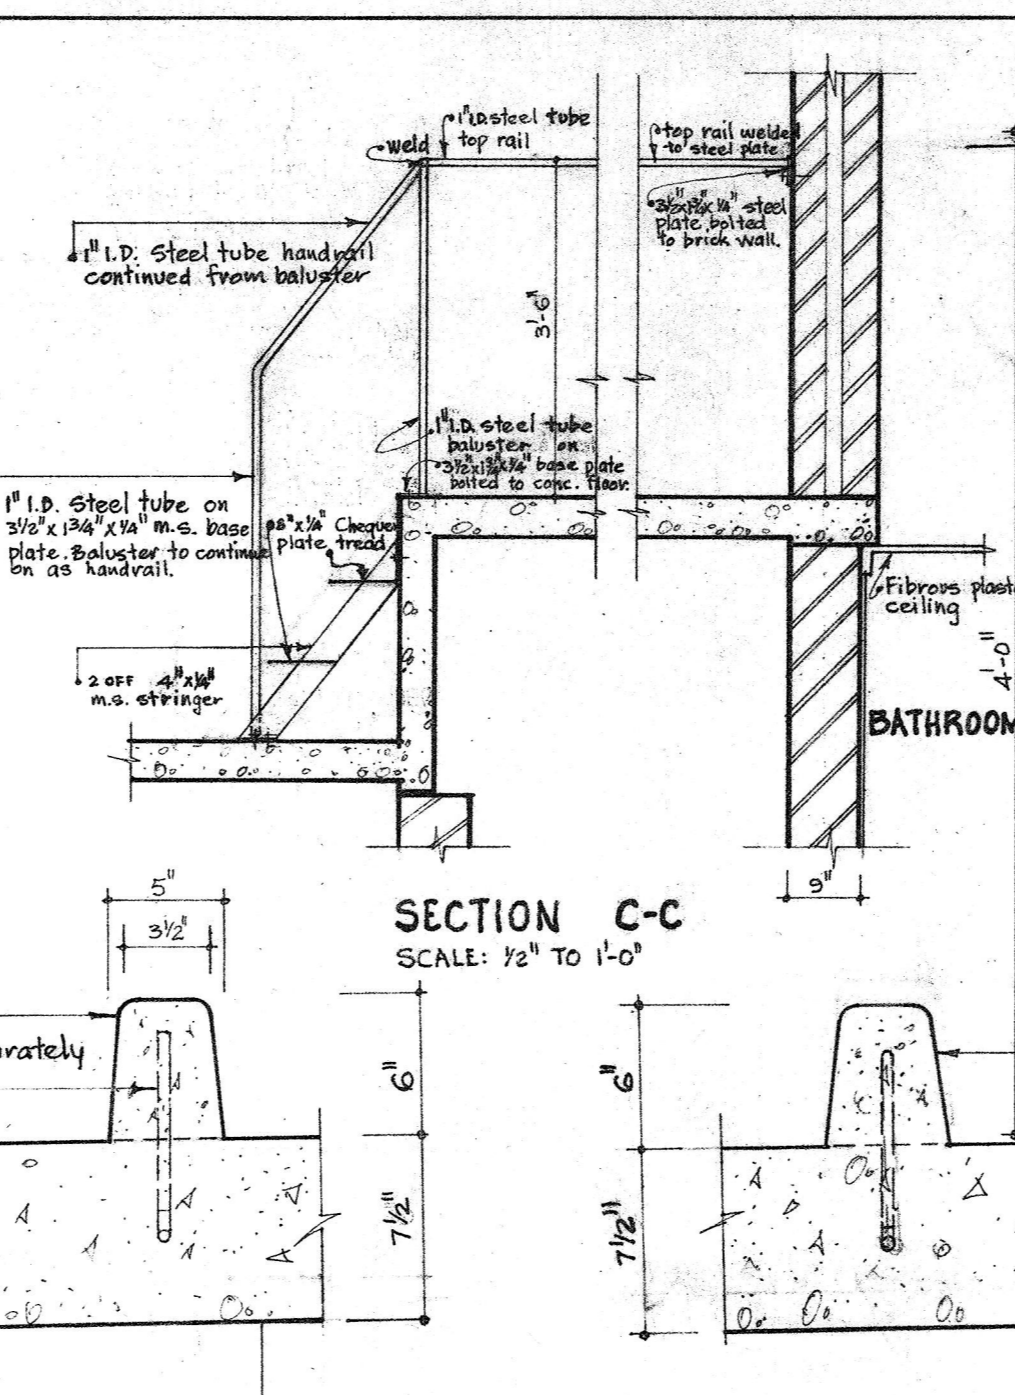 1" I.D. steel tube
top rail
weld
top rail welded
to steel plate
3½"x1¾"x¼" steel
plate bolted
to brick wall.
1" I.D. Steel tube handrail
continued from baluster
3'-6"
1" I.D. steel tube
baluster on
3½"x1¾"x¼" base plate
bolted to conc. floor.
1" I.D. Steel tube on
3½" x 1¾" x ¼" m.s. base
plate. Baluster to continue
on as handrail.
8"x¼" Chequer
plate tread
2 OFF 4"x¼"
m.s. stringer
Fibrous
ceiling
4'-0"
BATHROOM
9"
SECTION C-C
SCALE: ½" TO 1'-0"
5"
3½"
6"
7½"
6"
7½"